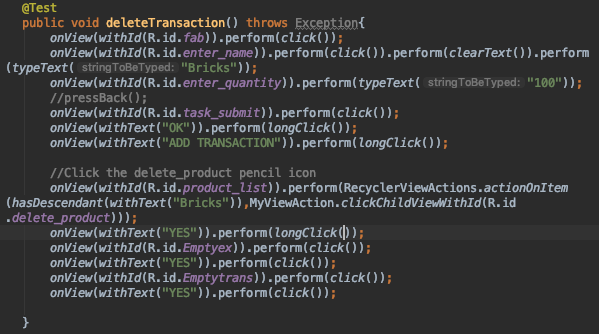 @Test
public void deleteTransaction() throws Exception{
onView(withId(R.id.fab)).perform(click());
onView(withId(R.id.enter_name)).perform(click()).perform(clearText()).perform
(typeText( stringToBeTyped: "Bricks"));
onView(withId(R.id.enter_quantity)).perform(typeText( stringToBeTyped: "100"));
//pressBack();
onView(withId(R.id.task_submit)).perform(click());
onView(withText("OK")).perform(longClick());
onView(withText("ADD TRANSACTION")).perform(longClick());
//Click the delete_product pencil icon
onView(withId(R.id.product_list)).perform(RecyclerViewActions.actionOnItem
(hasDescendant(withText("Bricks")),MyViewAction.clickChildViewWithId(R.id
.delete_product)));
onView(withText("YES")).perform(longClick());
onView(withId(R.id.Emptyex)).perform(click());
onView(withText("YES")).perform(click());
onView(withId(R.id.Emptytrans)).perform(click());
onView(withText("YES")).perform(click());
}